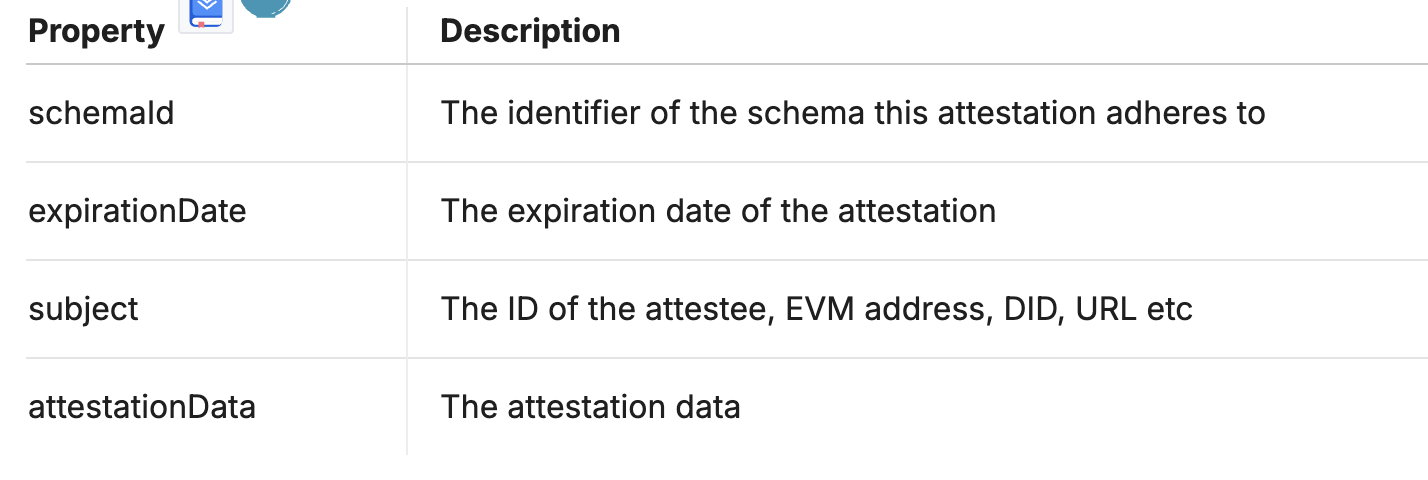 Property Description
schemaId The identifier of the schema this attestation adheres to
expirationDate The expiration date of the attestation
subject The ID of the attestee, EVM address, DID, URL etc
attestationData The attestation data